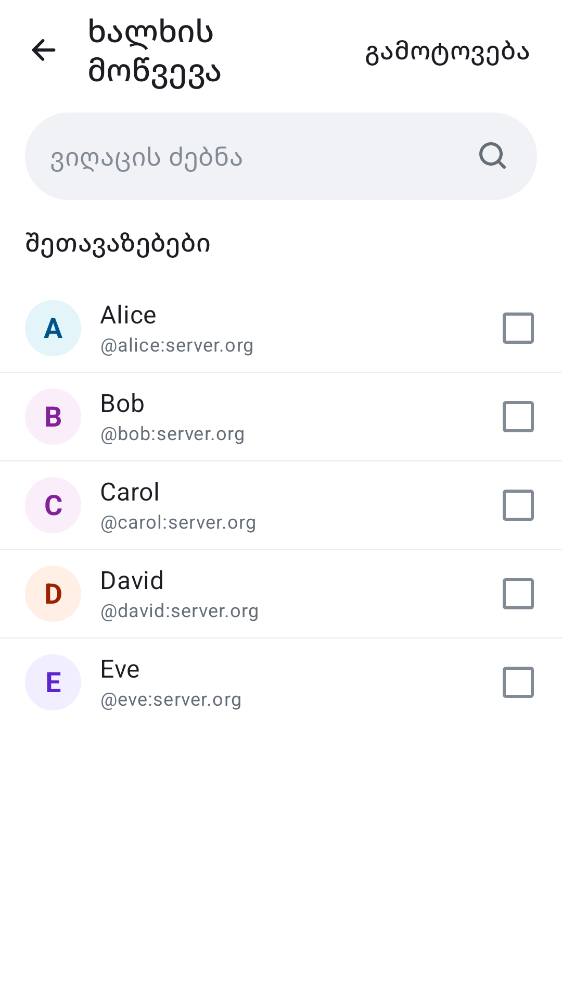 ხალხის
მოწვევა
გამოტოვება
ვიღაცის ძებნა
შეთავაზებები
A
Alice
@alice:server.org
B
Bob
@bob:server.org
C
Carol
@carol:server.org
D
David
@david:server.org
E
Eve
@eve:server.org